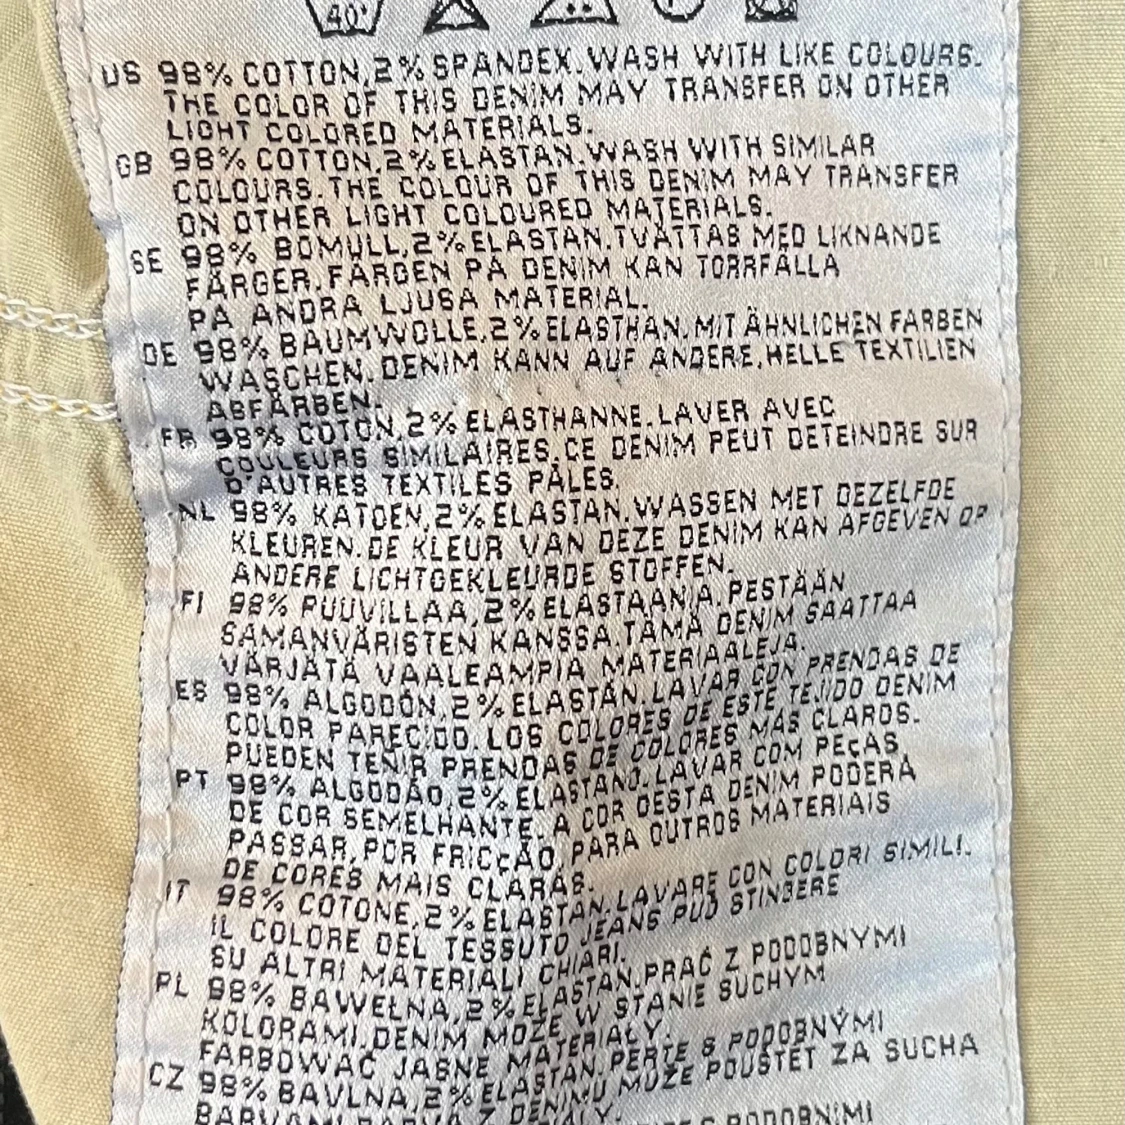 40°
US 98% COTTON,2% SPANDEX.WASH WITH LIKE COLOURS.
THE COLOR OF THIS DENIM MAY TRANSFER ON OTHER
LIGHT COLORED MATERIALS.
GB 98% COTTON,2% ELASTAN.WASH WITH SIMILAR
COLOURS.THE COLOUR OF THIS DENIM MAY TRANSFER
ON OTHER LIGHT COLOURED MATERIALS.
SE 98% BOMULL,2% ELASTAN.TVÄTTAS MED LIKNANDE
FÄRGER.FÄRGEN PÅ DENIM KAN TORRFÄLLA
PÅ ANDRA LJUSA MATERIAL.
DE 98% BAUMWOLLE,2% ELASTHAN.MIT ÄHNLICHEN FARBEN
WASCHEN.DENIM KANN AUF ANDERE,HELLE TEXTILIEN
ABFÄRBEN.
FR 98% COTON,2% ELASTHANNE.LAVER AVEC
COULEURS SIMILAIRES.CE DENIM PEUT DETEINDRE SUR
D'AUTRES TEXTILES PÂLES.
NL 98% KATOEN,2% ELASTAN.WASSEN MET DEZELFDE
KLEUREN.DE KLEUR VAN DEZE DENIM KAN AFGEVEN OP
ANDERE LICHTGEKLEURDE STOFFEN.
FI 98% PUUVILLAA,2% ELASTAANIA.PESTÄÄN
SAMANVÄRISTEN KANSSA.TÄMÄ DENIM SAATTAA
VÄRJÄTÄ VAALEAMPIA MATERIAALEJA.
ES 98% ALGODÓN,2% ELASTÁN.LAVAR CON PRENDAS DE
COLOR PARECIDO.LOS COLORES DE ESTE TEJIDO DENIM
PUEDEN TEÑIR PRENDAS DE COLORES MÁS CLAROS.
PT 98% ALGODÃO,2% ELASTANO.LAVAR COM PEÇAS
DE COR SEMELHANTE.A COR DESTA DENIM PODERÁ
PASSAR,POR FRICÇÃO,PARA OUTROS MATERIAIS
DE CORES MAIS CLARAS.
IT 98% COTONE,2% ELASTAN.LAVARE CON COLORI SIMILI.
IL COLORE DEL TESSUTO JEANS PUÒ STINGERE
SU ALTRI MATERIALI CHIARI.
PL 98% BAWEŁNA,2% ELASTAN.PRAĆ Z PODOBNYMI
KOLORAMI.DENIM MOŻE W STANIE SUCHYM
FARBOWAĆ JASNE MATERIAŁY.
CZ 98% BAVLNA,2% ELASTAN.PERTE S PODOBNÝMI
BARVAMI.BARVA Z DENIMU MŮŽE POUŠTĚT ZA SUCHA
PODOBNÍMI